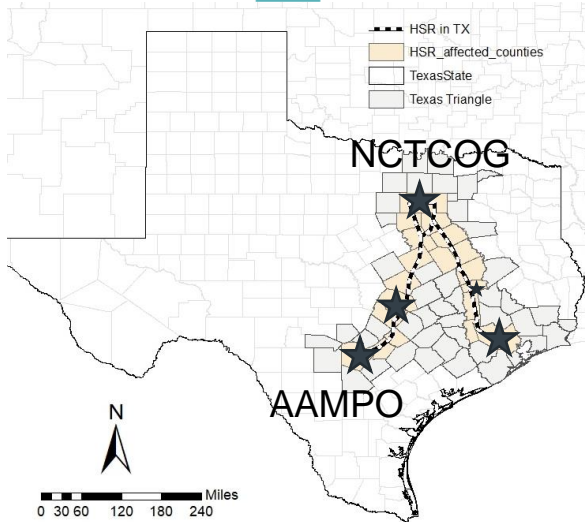 HSR in TX
HSR_affected_counties
TexasState
Texas Triangle
NCTCOG
AAMPO
N
Miles
0 30 60 120 180 240